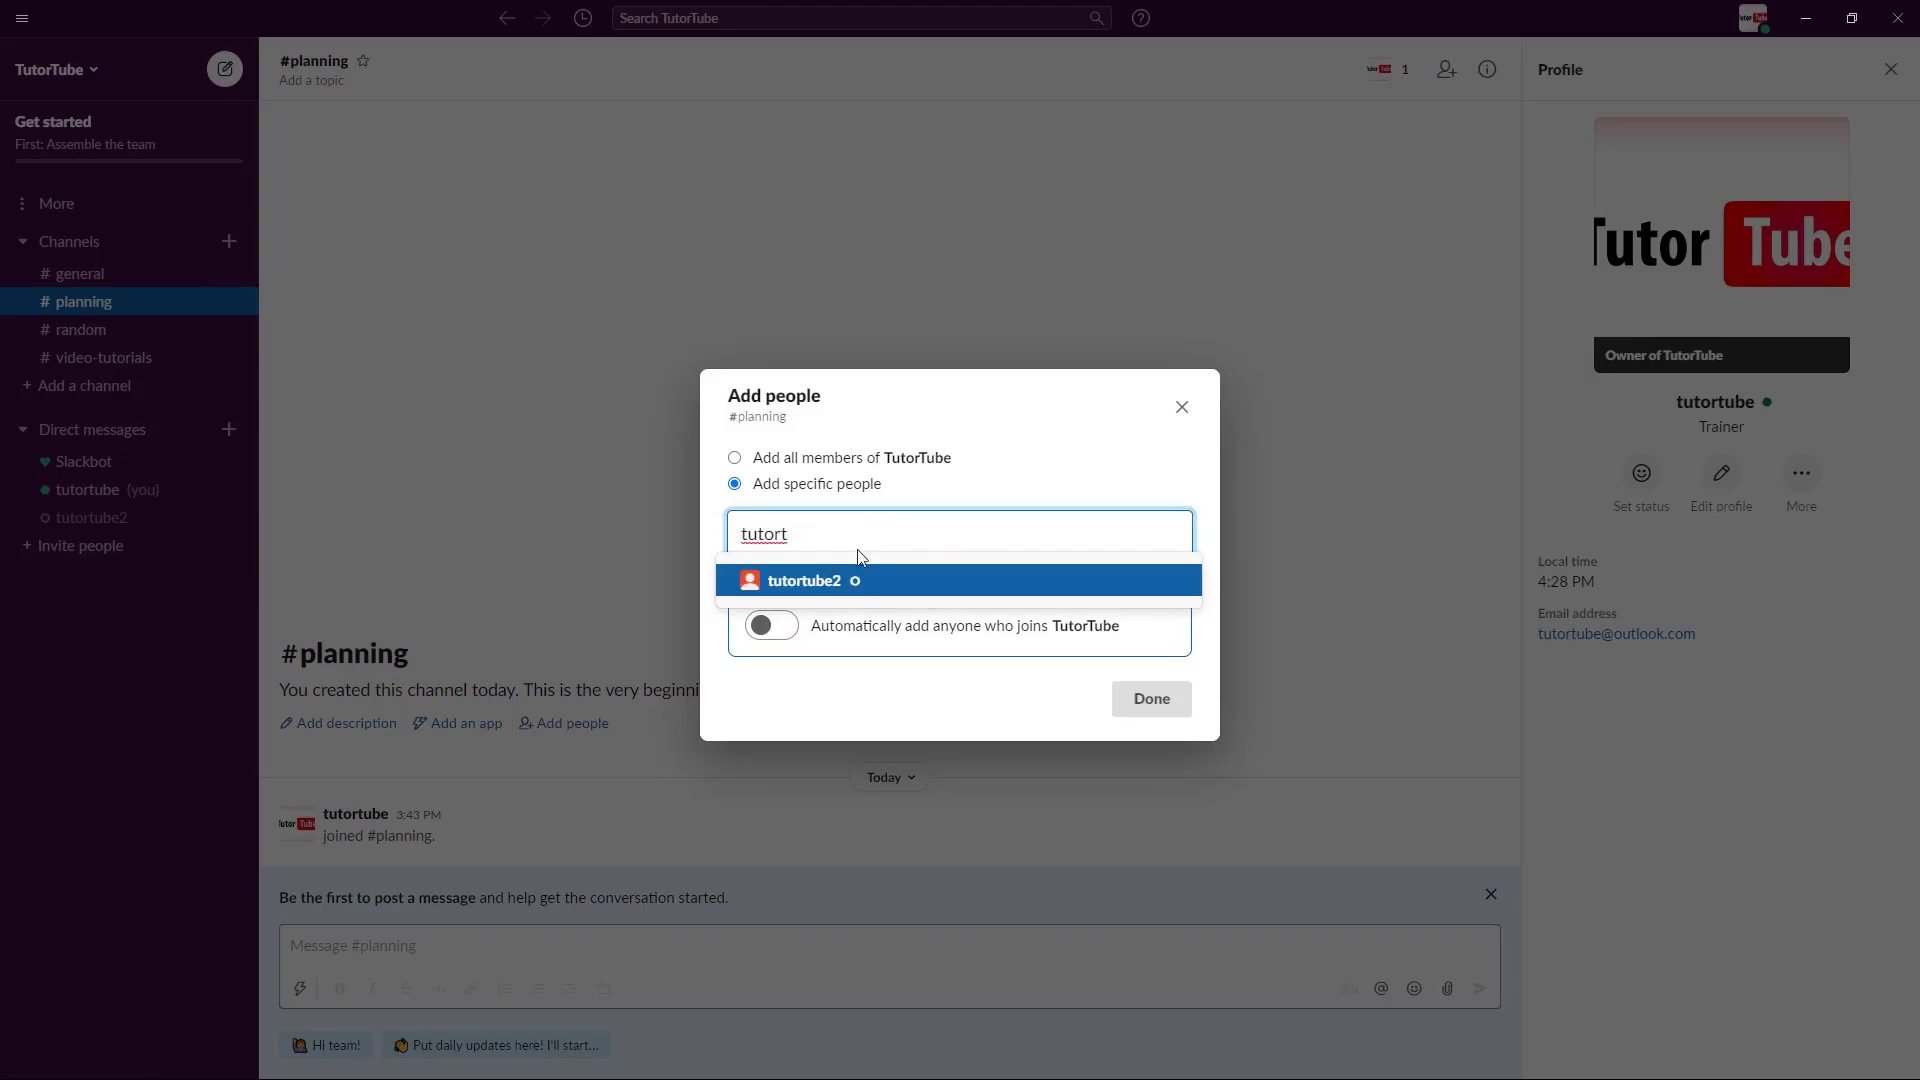 Search TutorTube
TutorTube
#planning
Add a topic
1
Profile
Get started
First: Assemble the team
More
Channels
# general
# planning
# random
# video-tutorials
+ Add a channel
Direct messages
Slackbot
tutortube (you)
tutortube2
+ Invite people
Add people
#planning
Add all members of TutorTube
Add specific people
tutort
tutortube2
Automatically add anyone who joins TutorTube
Done
#planning
You created this channel today. This is the very beginni
Add description
Add an app
Add people
Today
tutortube 3:43 PM
joined #planning.
Be the first to post a message and help get the conversation started.
Message #planning
Hi team!
Put daily updates here! I'll start...
Tutor Tube
Owner of TutorTube
tutortube
Trainer
Set status
Edit profile
More
Local time
4:28 PM
Email address
tutortube@outlook.com